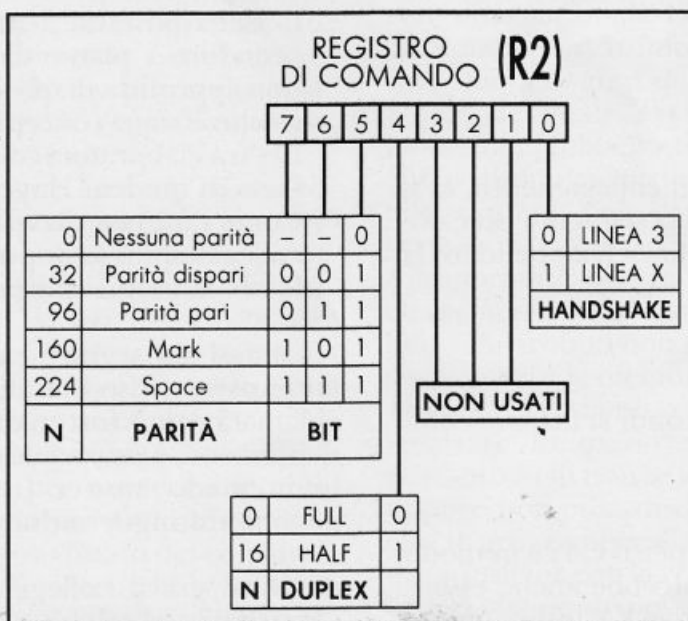 REGISTRO
DI COMANDO (R2)
7 6 5 4 3 2 1 0
0 Nessuna parità – – 0
32 Parità dispari 0 0 1
96 Parità pari 0 1 1
160 Mark 1 0 1
224 Space 1 1 1
N PARITÀ BIT
0 LINEA 3
1 LINEA X
HANDSHAKE
NON USATI
0 FULL 0
16 HALF 1
N DUPLEX